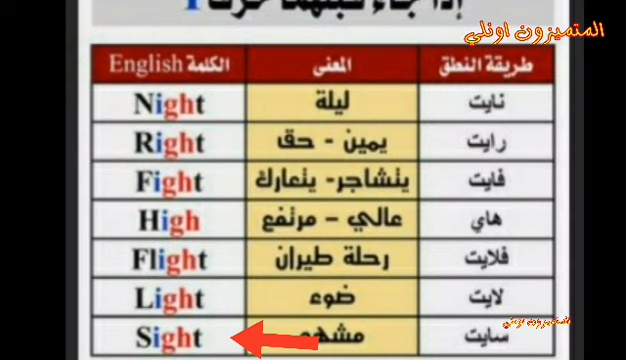 المتميزون اونلي
الكلمة English المعنى طريقة النطق
Night ليلة نايت
Right يمين - حق رايت
Fight يتشاجر- يتعارك فايت
High عالي - مرتفع هاي
Flight رحلة طيران فلايت
Light ضوء لايت
Sight سايت